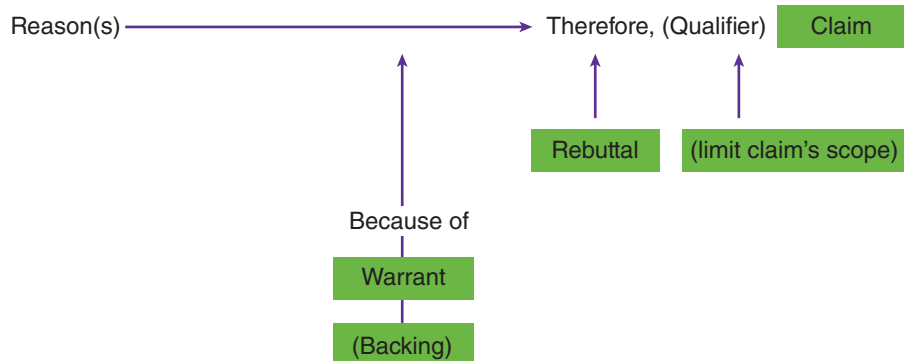 Reason(s) Therefore, (Qualifier) Claim
Rebuttal (limit claim's scope)
Because of
Warrant
(Backing)